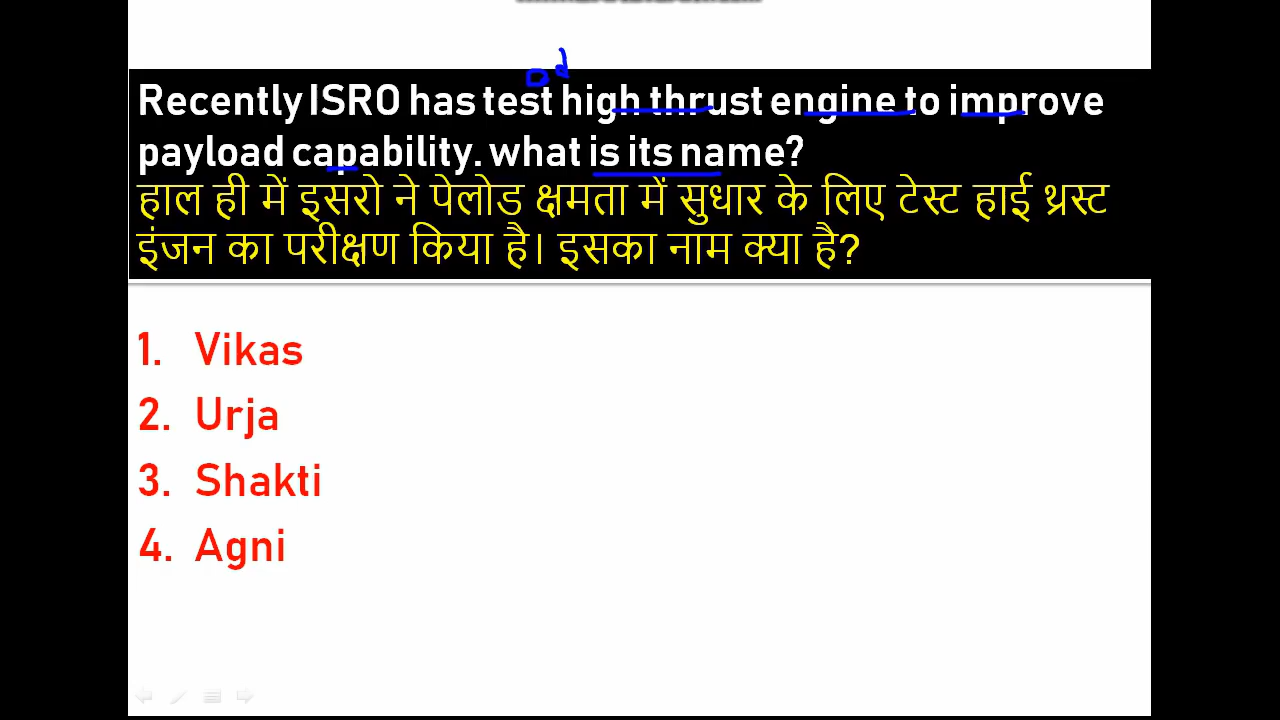 Recently ISRO has test high thrust engine to improve
payload capability. what is its name?
हाल ही में इसरो ने पेलोड क्षमता में सुधार के लिए टेस्ट हाई थ्रस्ट
इंजन का परीक्षण किया है। इसका नाम क्या है?
1. Vikas
2. Urja
3. Shakti
4. Agni